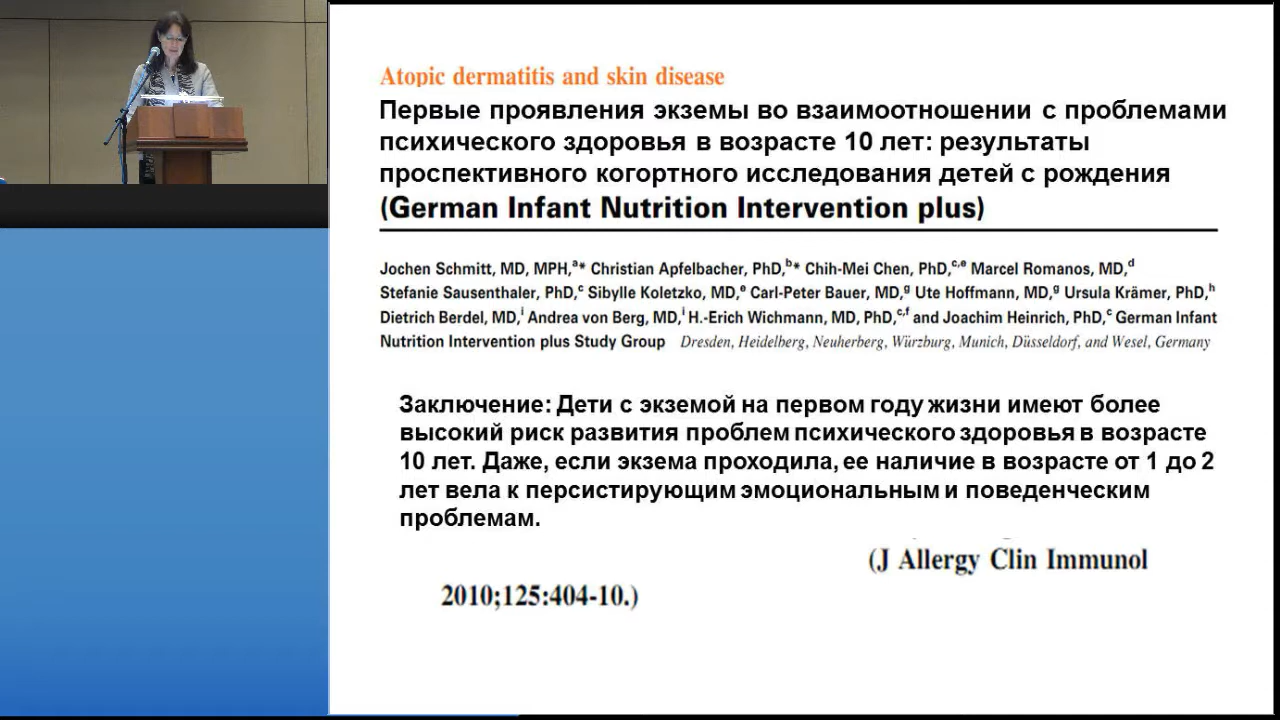 Atopic dermatitis and skin disease
Первые проявления экземы во взаимоотношении с проблемами
психического здоровья в возрасте 10 лет: результаты
проспективного когортного исследования детей с рождения
(German Infant Nutrition Intervention plus)
Jochen Schmitt, MD, MPH,a* Christian Apfelbacher, PhD,b* Chih-Mei Chen, PhD,c,e Marcel Romanos, MD,d
Stefanie Sausenthaler, PhD,c Sibylle Koletzko, MD,e Carl-Peter Bauer, MD,g Ute Hoffmann, MD,g Ursula Krämer, PhD,h
Dietrich Berdel, MD,i Andrea von Berg, MD,i H.-Erich Wichmann, MD, PhD,c,f and Joachim Heinrich, PhD,c German Infant
Nutrition Intervention plus Study Group Dresden, Heidelberg, Neuherberg, Würzburg, Munich, Düsseldorf, and Wesel, Germany
Заключение: Дети с экземой на первом году жизни имеют более
высокий риск развития проблем психического здоровья в возрасте
10 лет. Даже, если экзема проходила, ее наличие в возрасте от 1 до 2
лет вела к персистирующим эмоциональным и поведенческим
проблемам.
(J Allergy Clin Immunol
2010;125:404-10.)